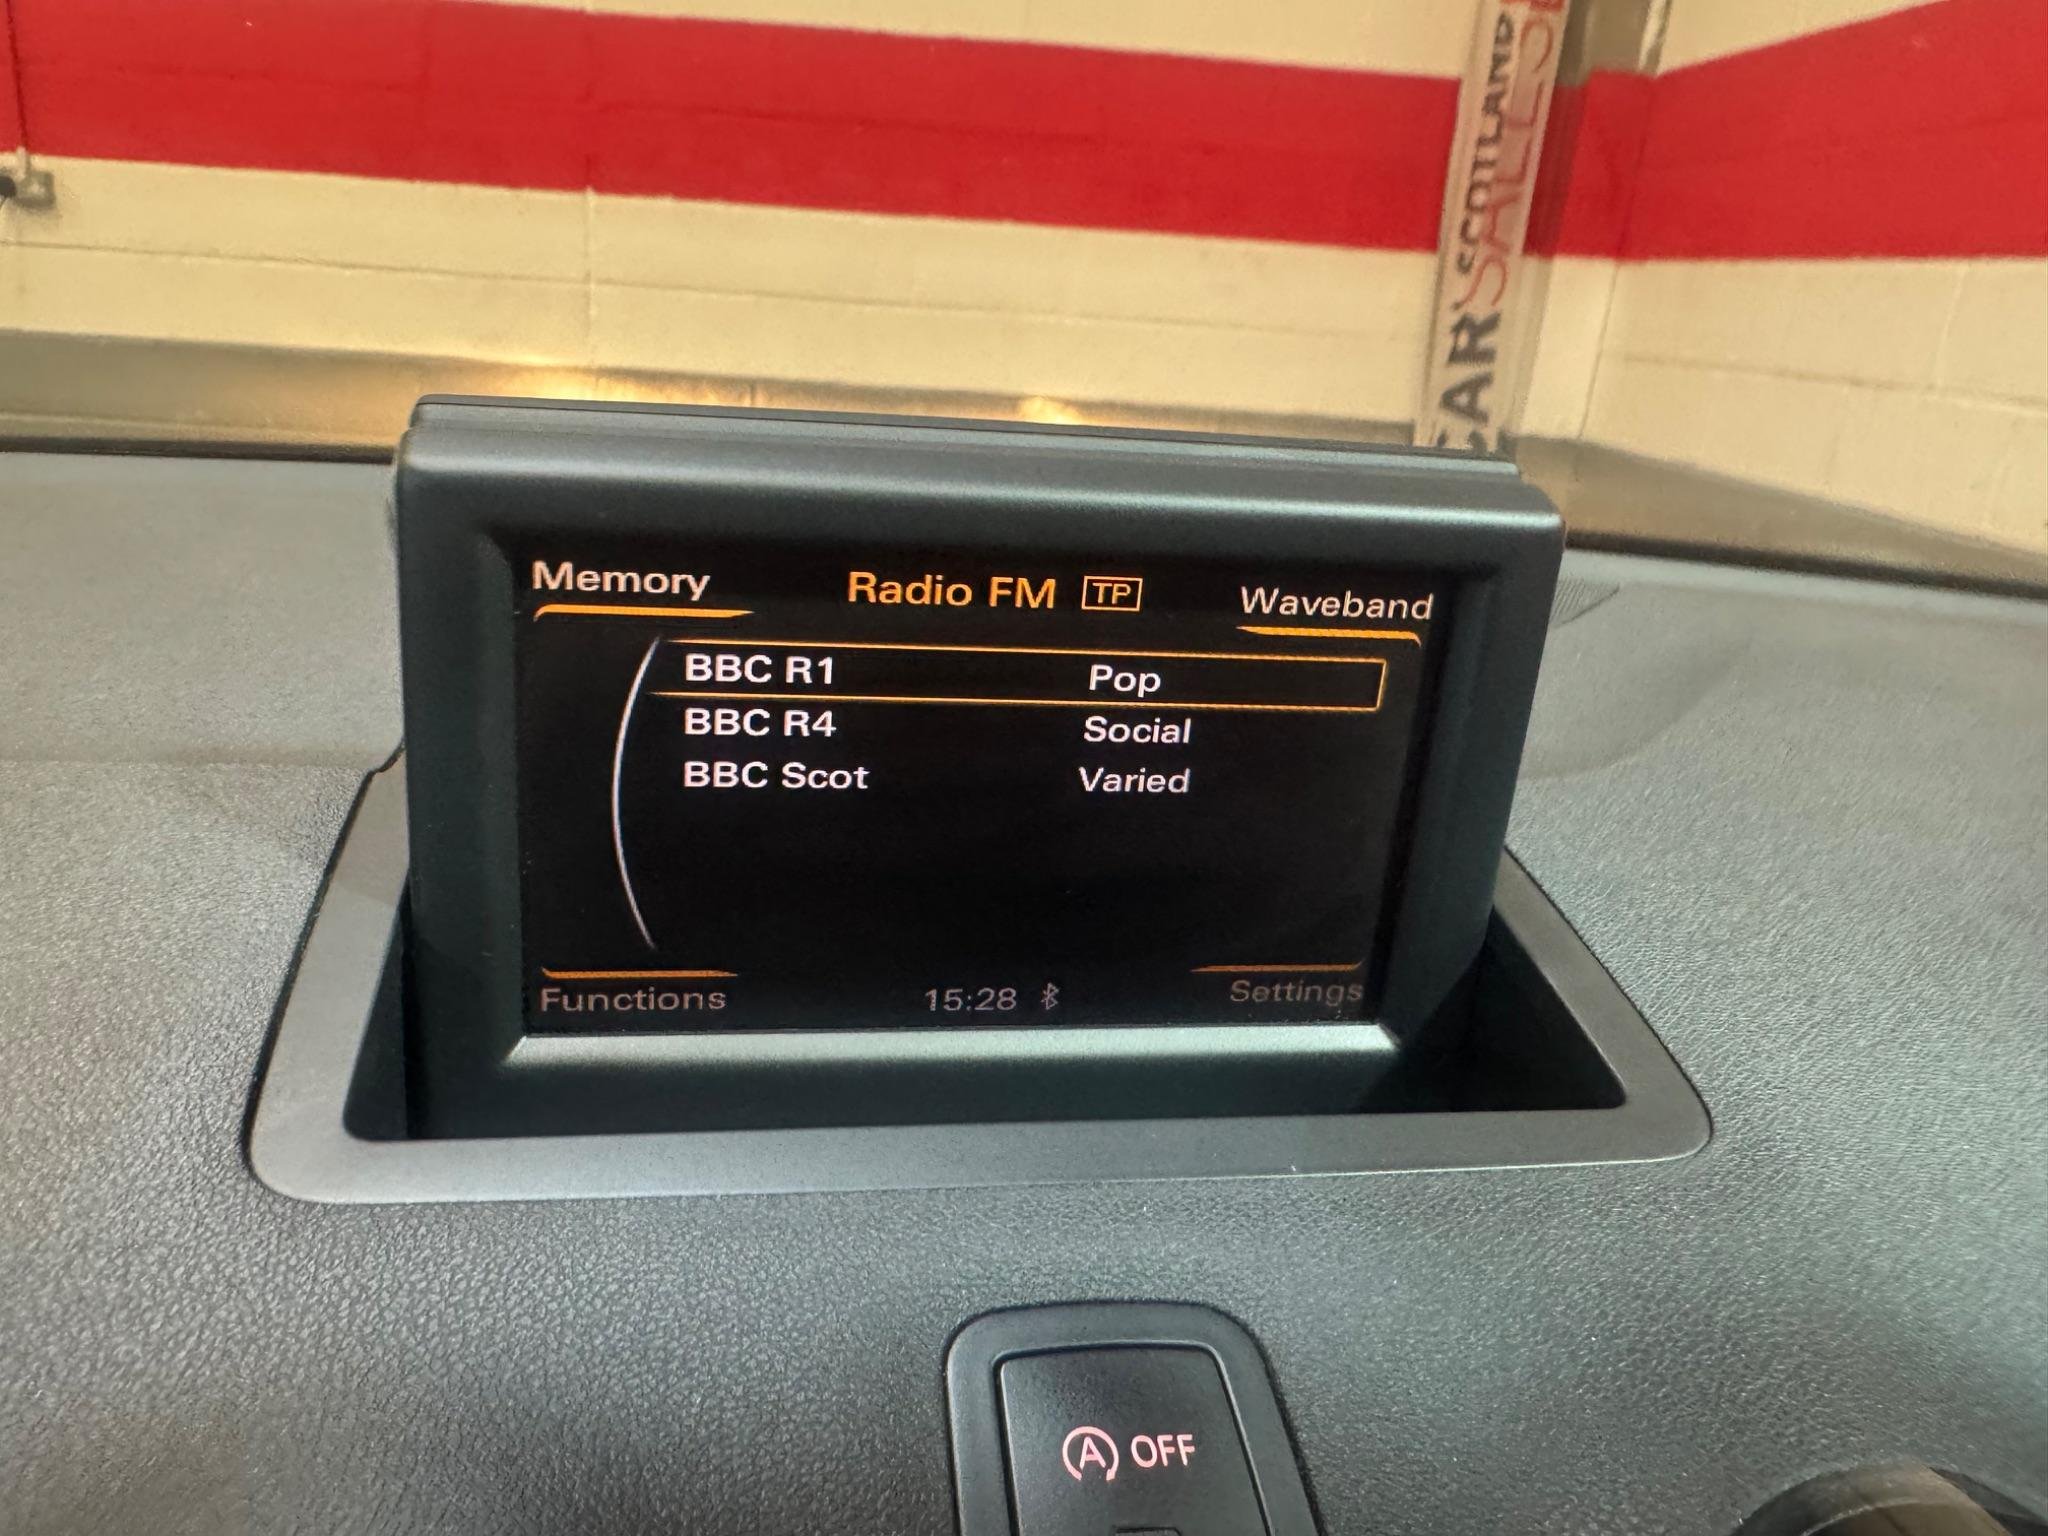 CAR SCOTLAND
SALES
Memory
Radio FM TP
Waveband
BBC R1 Pop
BBC R4 Social
BBC Scot Varied
Functions
15:28
Settings
A OFF